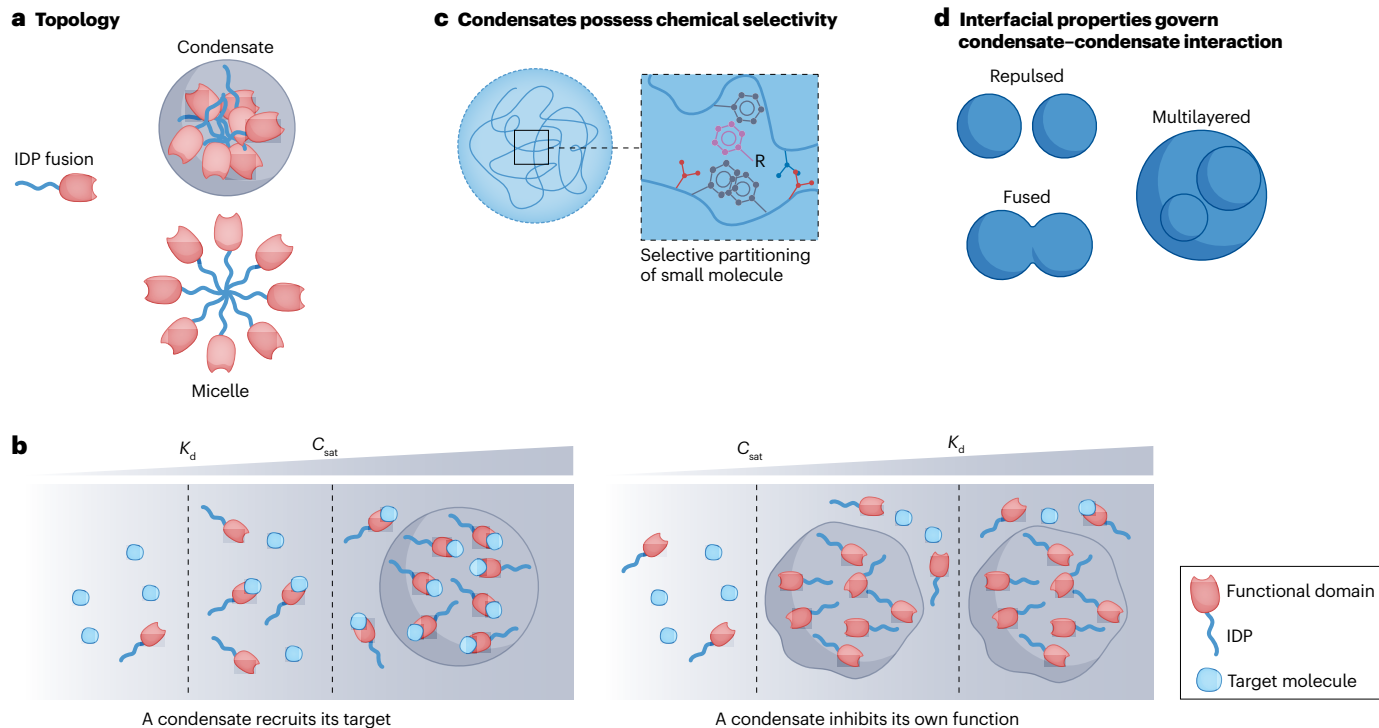 a Topology
Condensate
IDP fusion
Micelle
c Condensates possess chemical selectivity
R
Selective partitioning
of small molecule
d Interfacial properties govern
condensate–condensate interaction
Repulsed
Multilayered
Fused
b
Kd
Csat
A condensate recruits its target
Csat
Kd
A condensate inhibits its own function
Functional domain
IDP
Target molecule